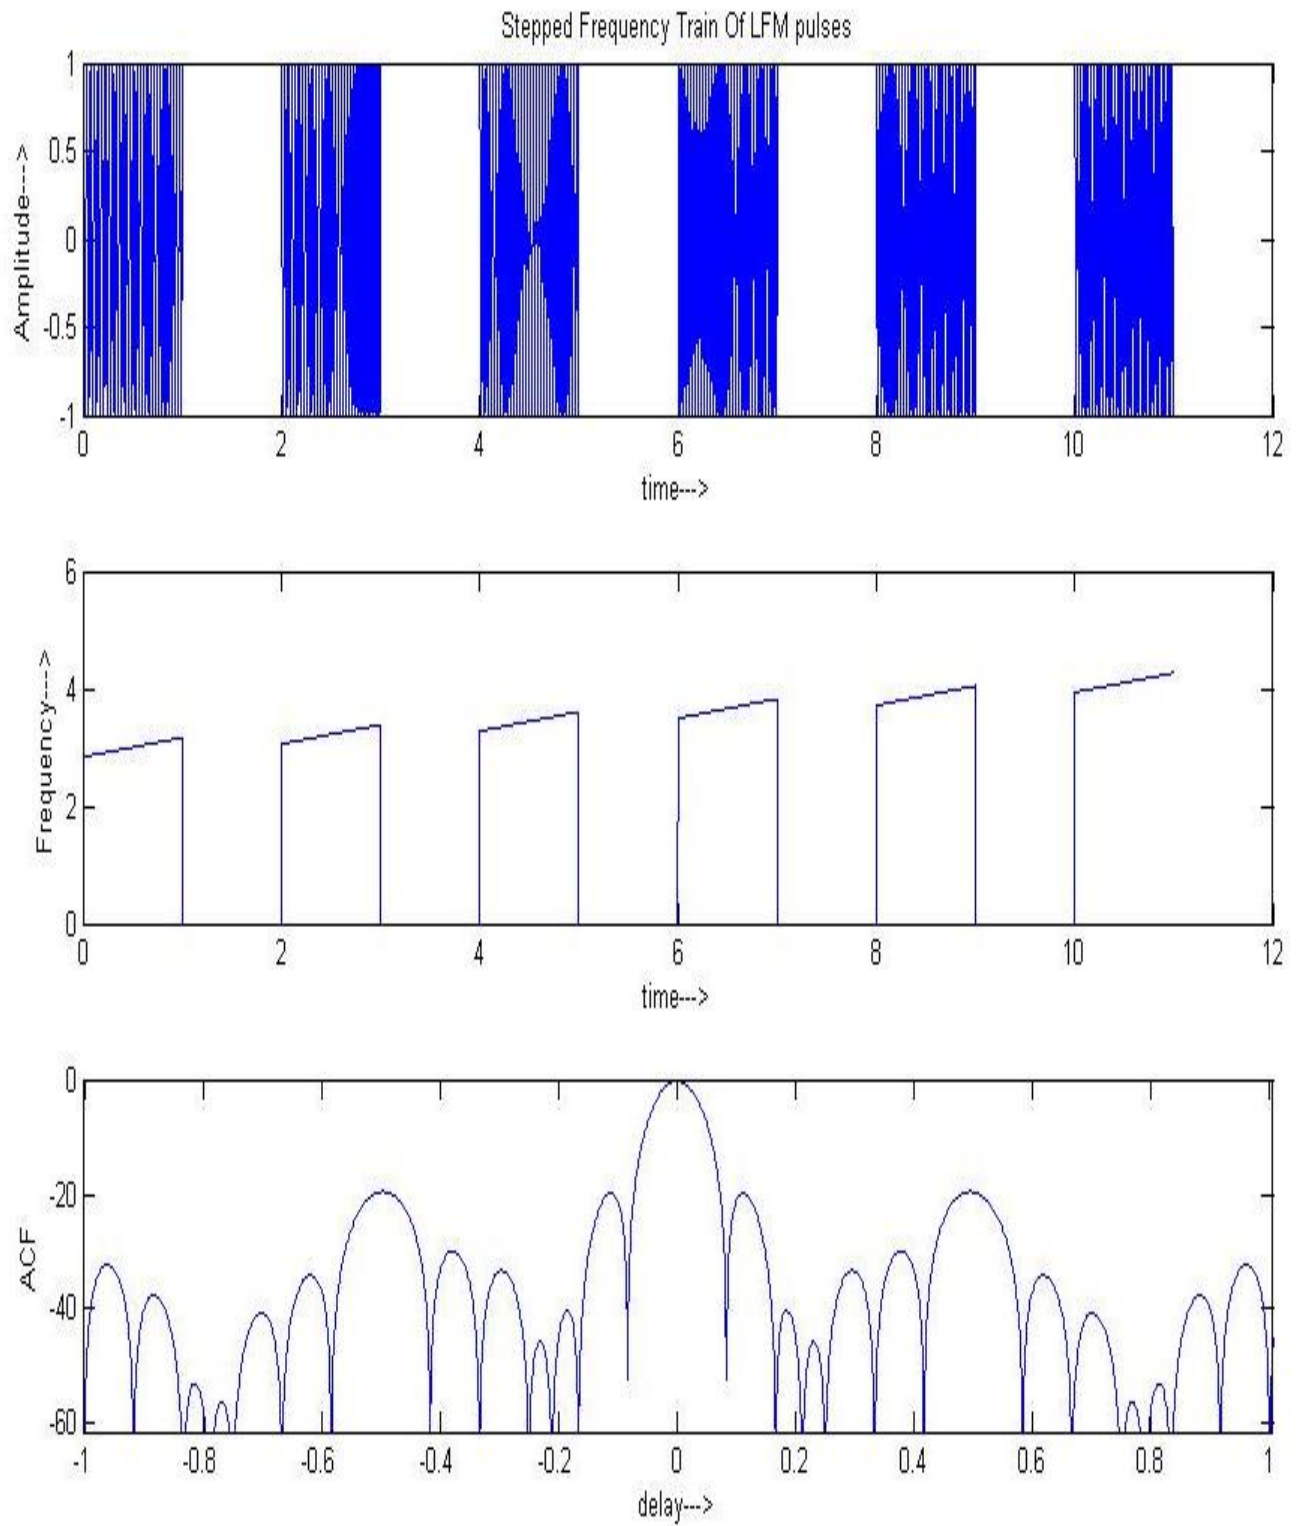 Stepped Frequency Train Of LFM pulses
1
0.5
0
-0.5
-1
Amplitude--->
0 2 4 6 8 10 12
time--->
6
4
2
0
Frequency--->
0 2 4 6 8 10 12
time--->
0
-20
-40
-60
ACF
-1 -0.8 -0.6 -0.4 -0.2 0 0.2 0.4 0.6 0.8 1
delay--->